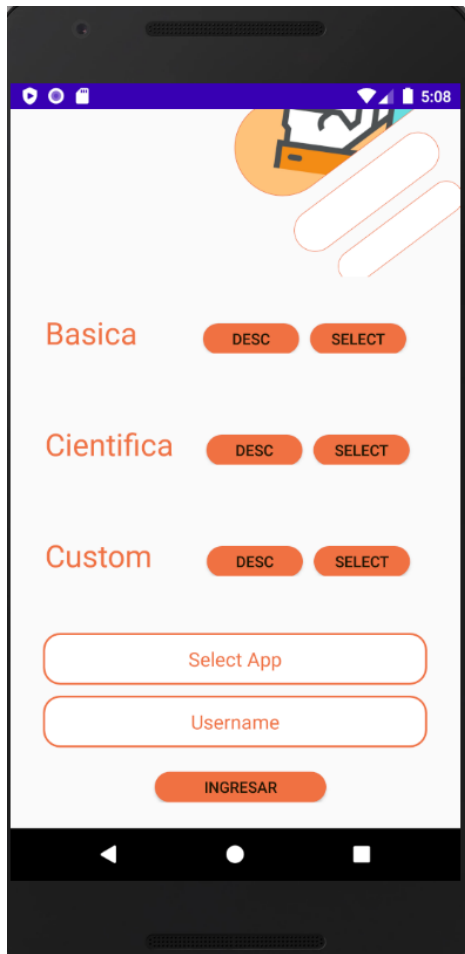 5:08
Basica DESC SELECT
Cientifica DESC SELECT
Custom DESC SELECT
Select App
Username
INGRESAR